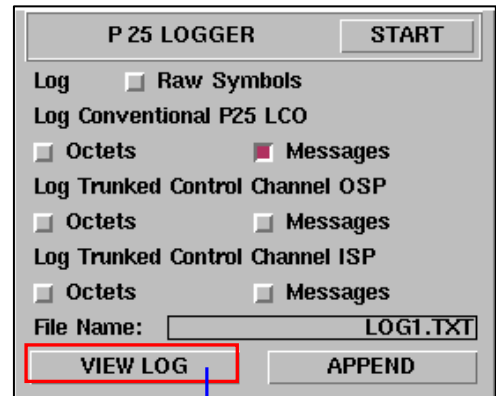 P 25 LOGGER START
Log Raw Symbols
Log Conventional P25 LCO
Octets Messages
Log Trunked Control Channel OSP
Octets Messages
Log Trunked Control Channel ISP
Octets Messages
File Name: LOG1.TXT
VIEW LOG APPEND